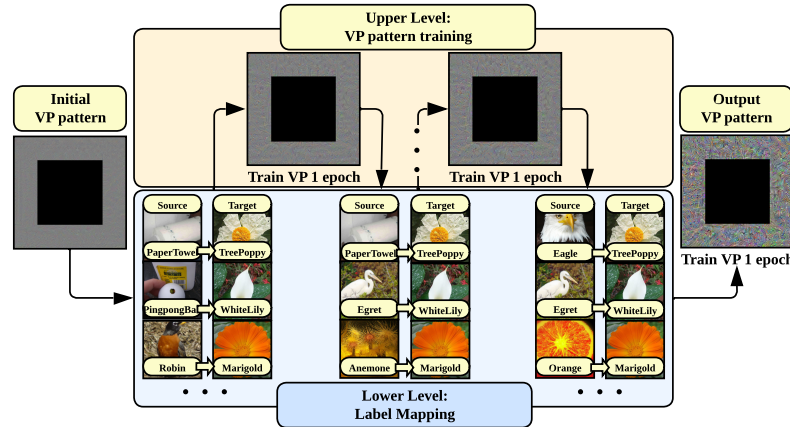 Upper Level:
VP pattern training
Initial
VP pattern
Output
VP pattern
Train VP 1 epoch
Train VP 1 epoch
Train VP 1 epoch
Source
Target
PaperTowel
TreePoppy
PingpongBal
WhiteLily
Robin
Marigold
Source
Target
PaperTowel
TreePoppy
Egret
WhiteLily
Anemone
Marigold
Source
Target
Eagle
TreePoppy
Egret
WhiteLily
Orange
Marigold
Lower Level:
Label Mapping